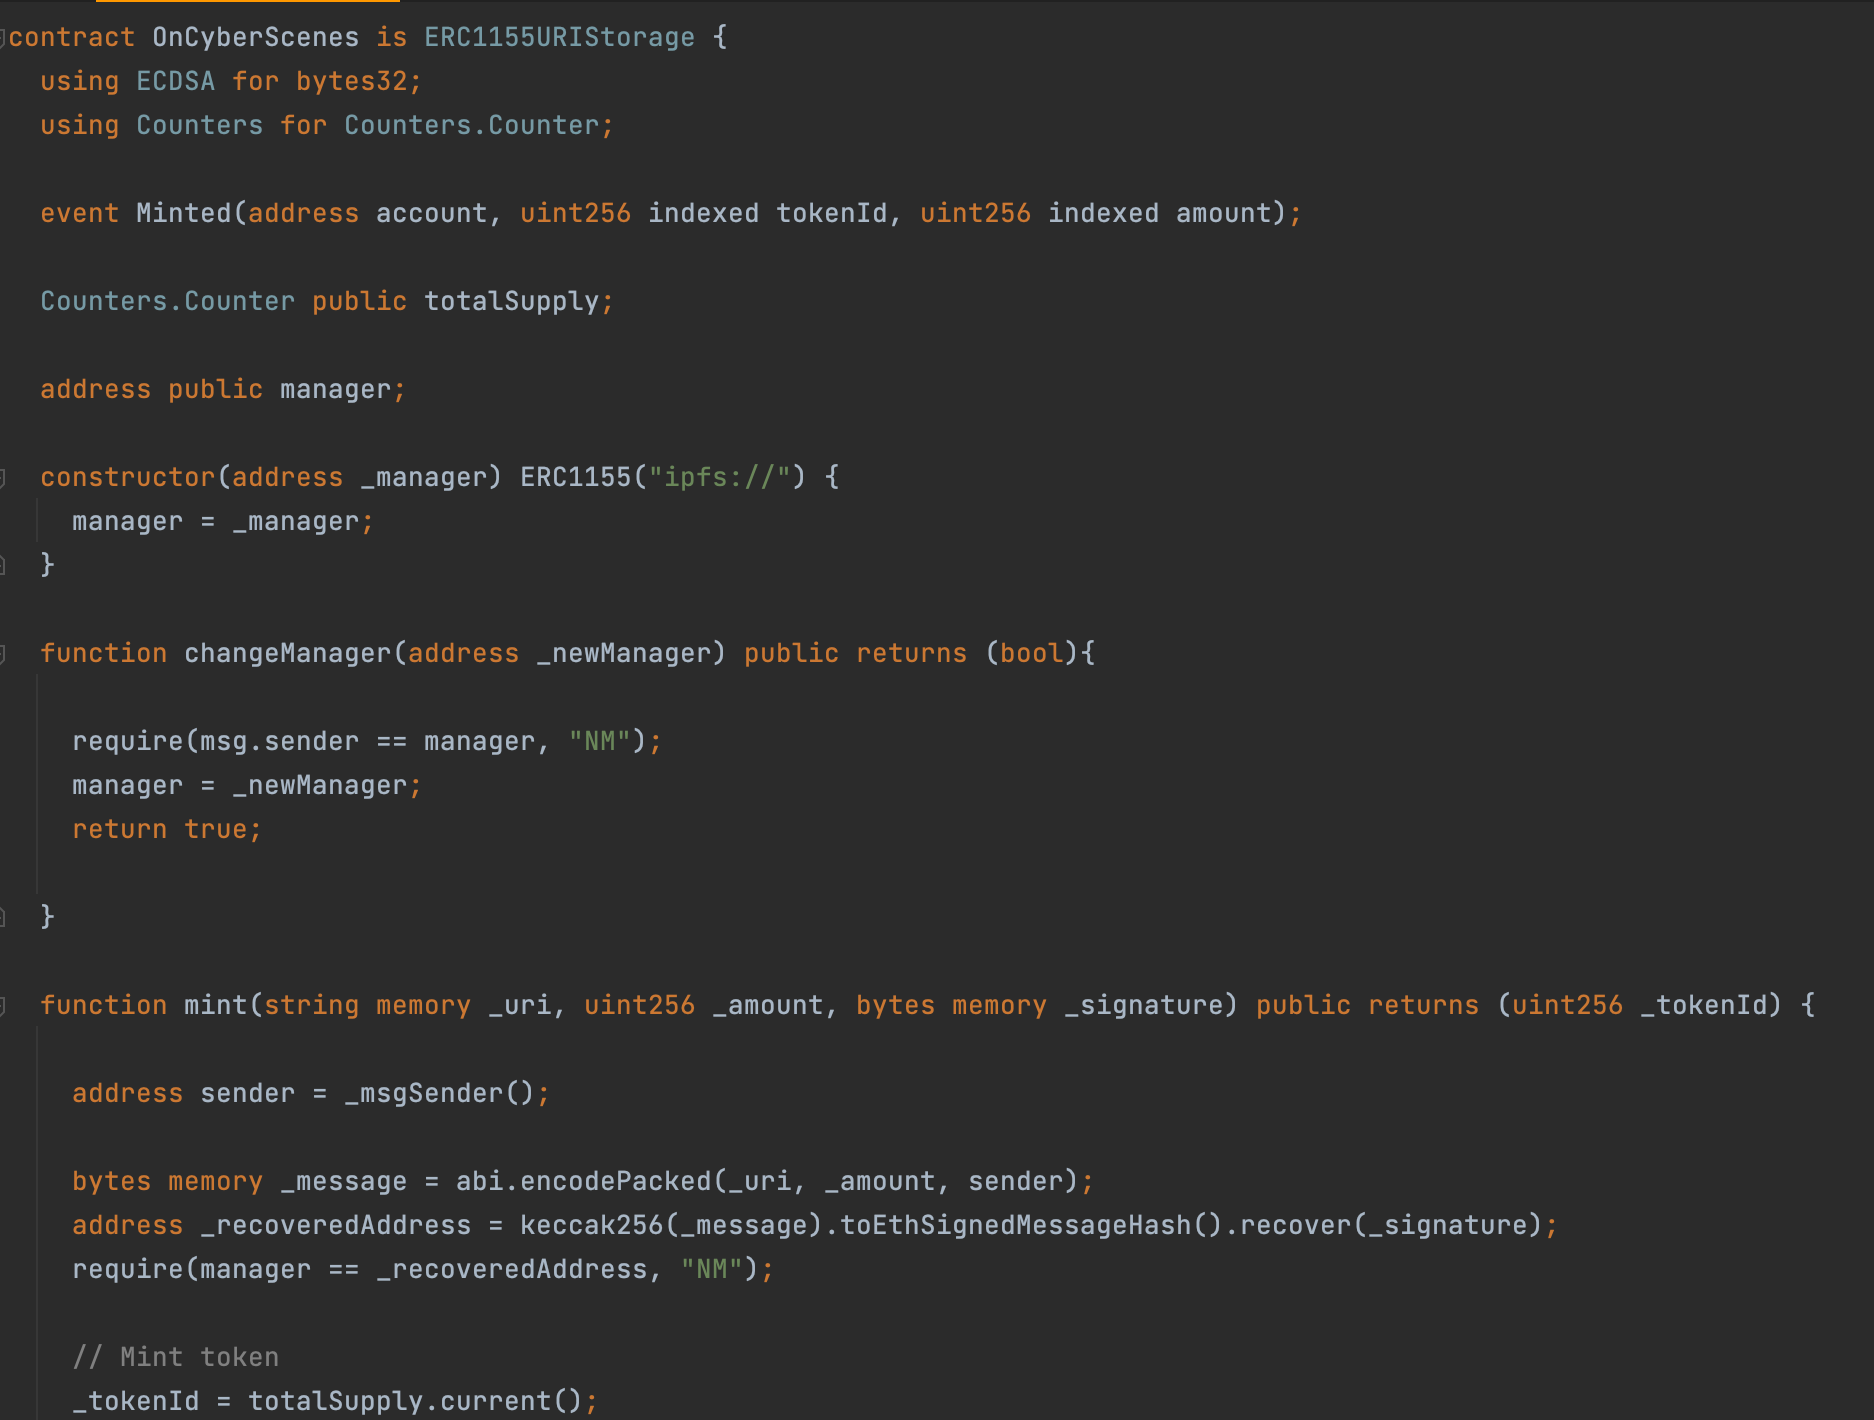 contract OnCyberScenes is ERC1155URIStorage {
using ECDSA for bytes32;
using Counters for Counters.Counter;
event Minted(address account, uint256 indexed tokenId, uint256 indexed amount);
Counters.Counter public totalSupply;
address public manager;
constructor(address _manager) ERC1155("ipfs://") {
manager = _manager;
}
function changeManager(address _newManager) public returns (bool){
require(msg.sender == manager, "NM");
manager = _newManager;
return true;
}
function mint(string memory _uri, uint256 _amount, bytes memory _signature) public returns (uint256 _tokenId) {
address sender = _msgSender();
bytes memory _message = abi.encodePacked(_uri, _amount, sender);
address _recoveredAddress = keccak256(_message).toEthSignedMessageHash().recover(_signature);
require(manager == _recoveredAddress, "NM");
// Mint token
_tokenId = totalSupply.current();